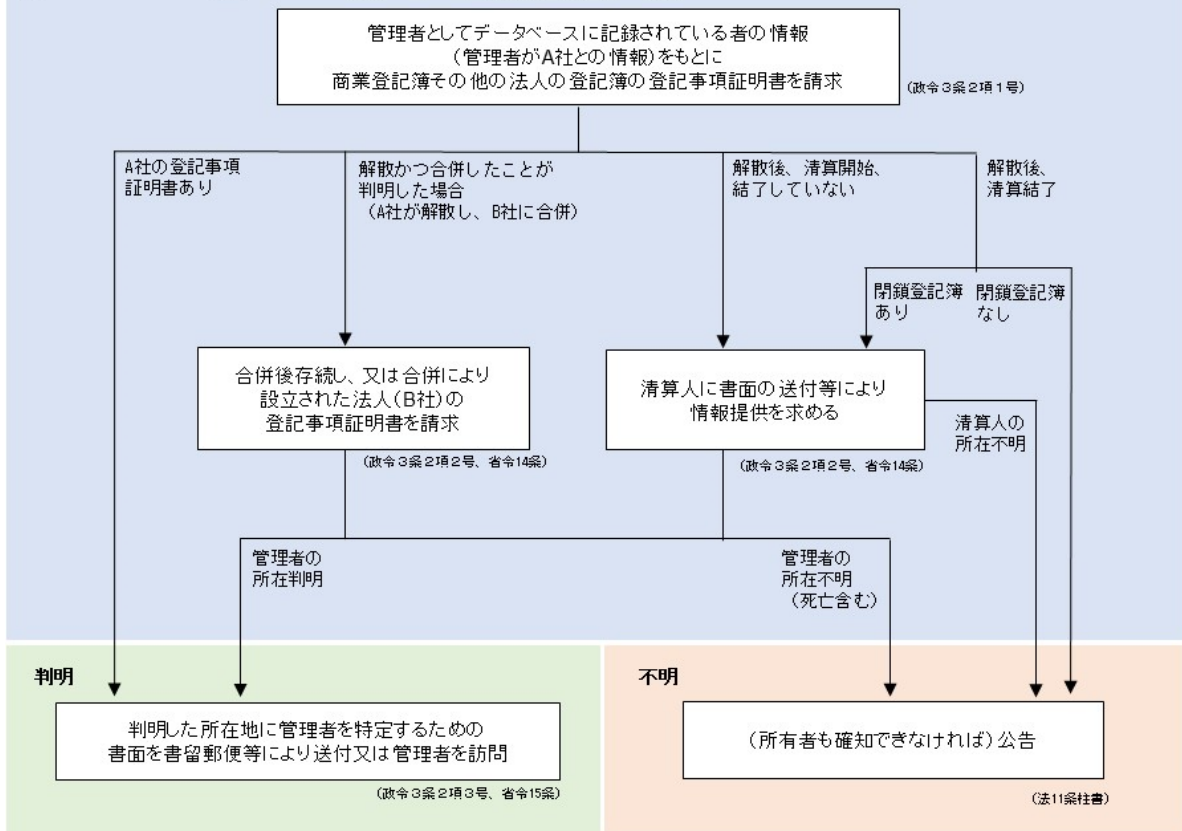 管理者としてデータベースに記録されている者の情報
(管理者がA社との情報)をもとに
商業登記簿その他の法人の登記簿の登記事項証明書を請求
(政令3条2項1号)
A社の登記事項
証明書あり
解散かつ合併したことが
判明した場合
(A社が解散し、B社に合併)
解散後、清算開始、
結了していない
解散後、
清算結了
閉鎖登記簿
あり
閉鎖登記簿
なし
合併後存続し、又は合併により
設立された法人(B社)の
登記事項証明書を請求
(政令3条2項2号、省令14条)
清算人に書面の送付等により
情報提供を求める
(政令3条2項2号、省令14条)
清算人の
所在不明
管理者の
所在判明
管理者の
所在不明
(死亡含む)
判明
判明した所在地に管理者を特定するための
書面を書留郵便等により送付又は管理者を訪問
(政令3条2項3号、省令15条)
不明
(所有者も確知できなければ)公告
(法11条柱書)